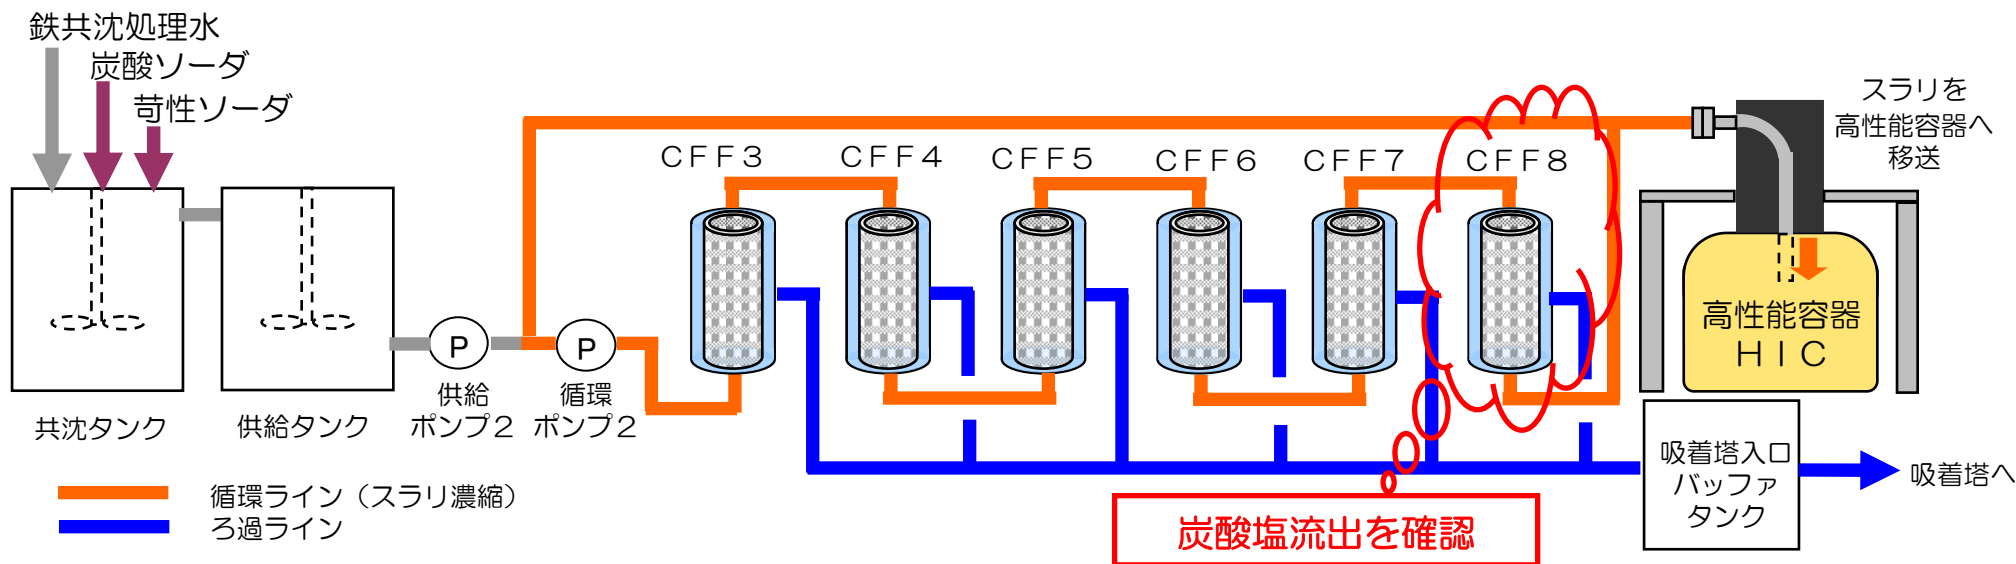 鉄共沈処理水
炭酸ソーダ
苛性ソーダ
スラリを
高性能容器へ
移送
ＣＦＦ３
ＣＦＦ４
ＣＦＦ５
ＣＦＦ６
ＣＦＦ７
ＣＦＦ８
高性能容器
ＨＩＣ
P
P
供給
ポンプ２
循環
ポンプ２
共沈タンク
供給タンク
吸着塔入口
バッファ
タンク
吸着塔へ
循環ライン（スラリ濃縮）
ろ過ライン
炭酸塩流出を確認